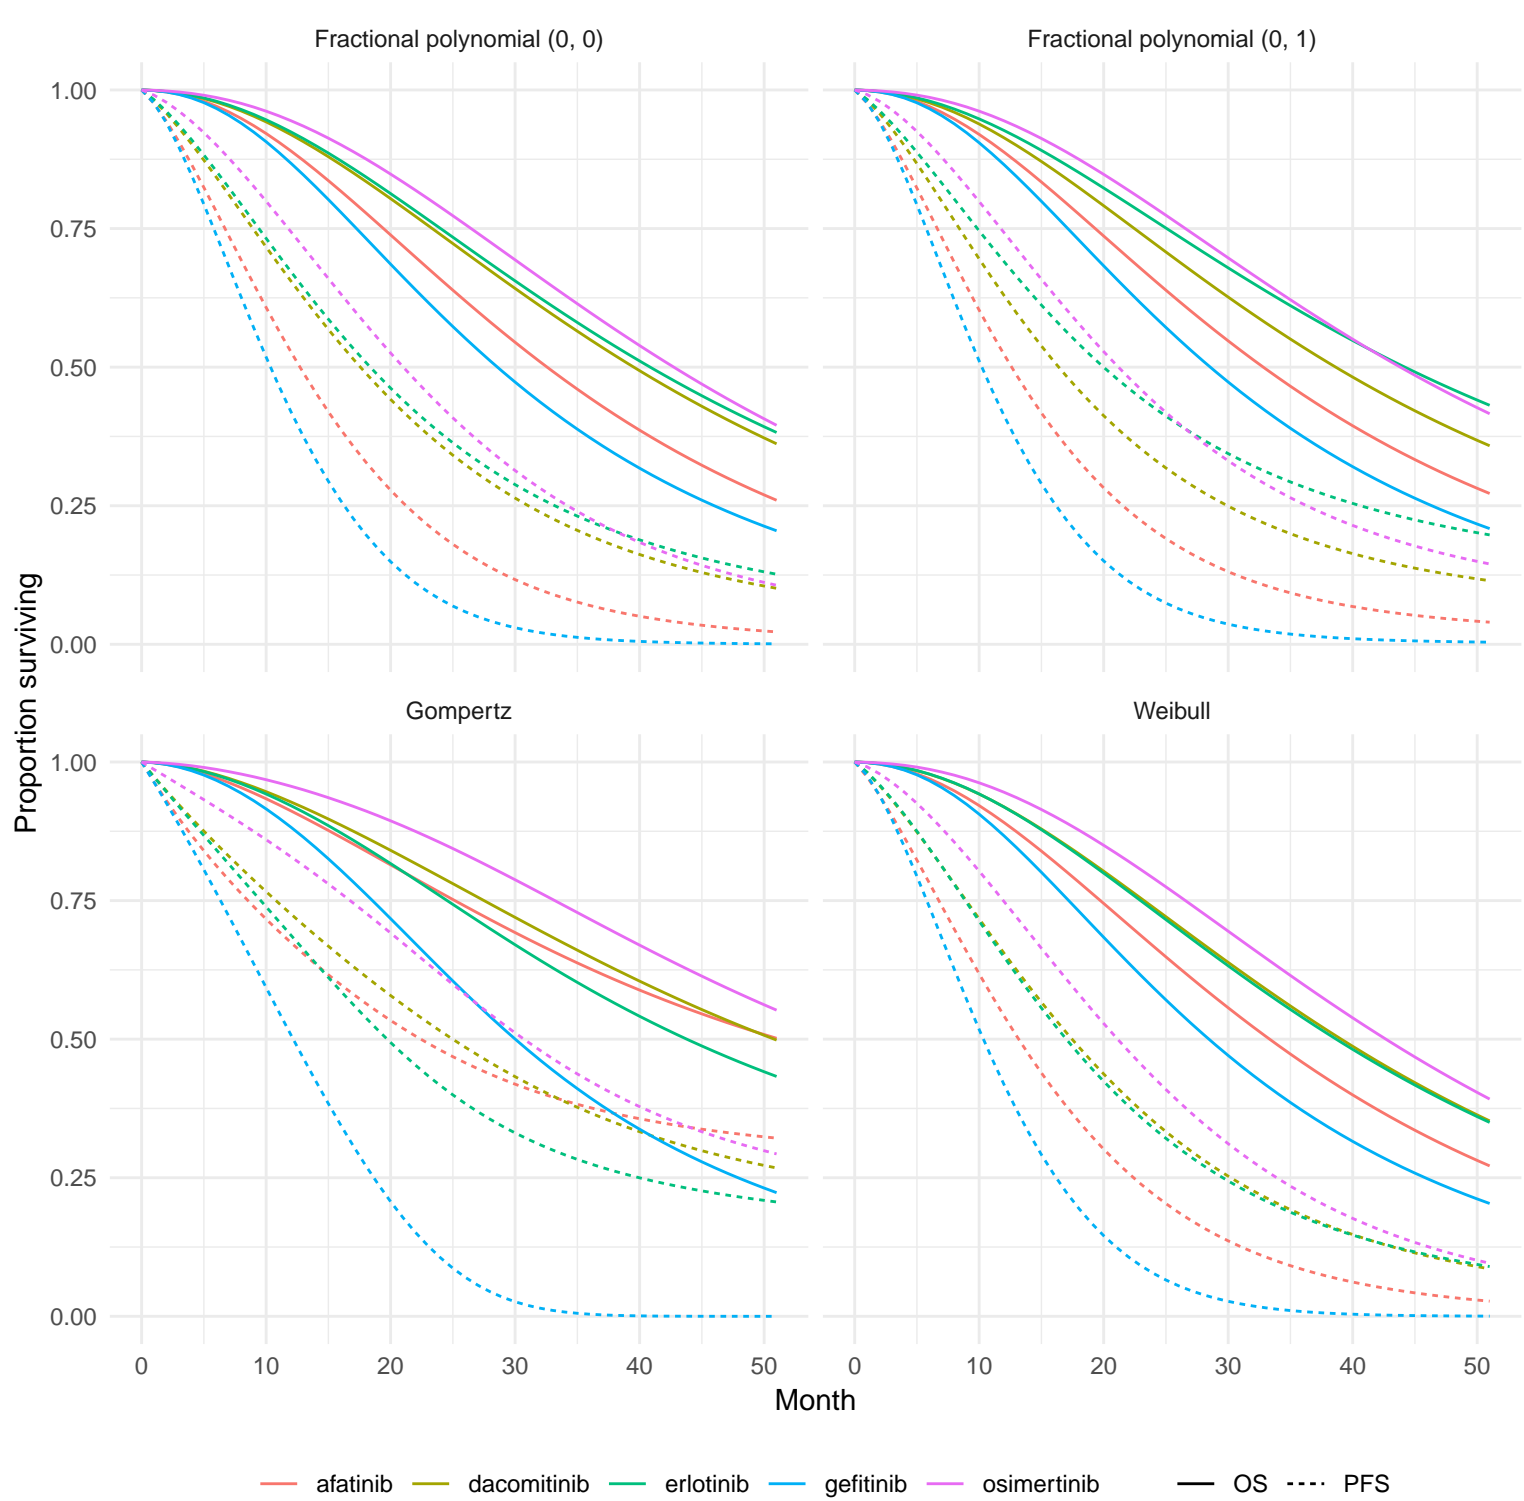 Fractional polynomial (0, 0)
Fractional polynomial (0, 1)
1.00
0.75
0.50
0.25
0.00
Proportion surviving
Gompertz
Weibull
1.00
0.75
0.50
0.25
0.00
0 10 20 30 40 50
0 10 20 30 40 50
Month
afatinib dacomitinib erlotinib gefitinib osimertinib OS PFS